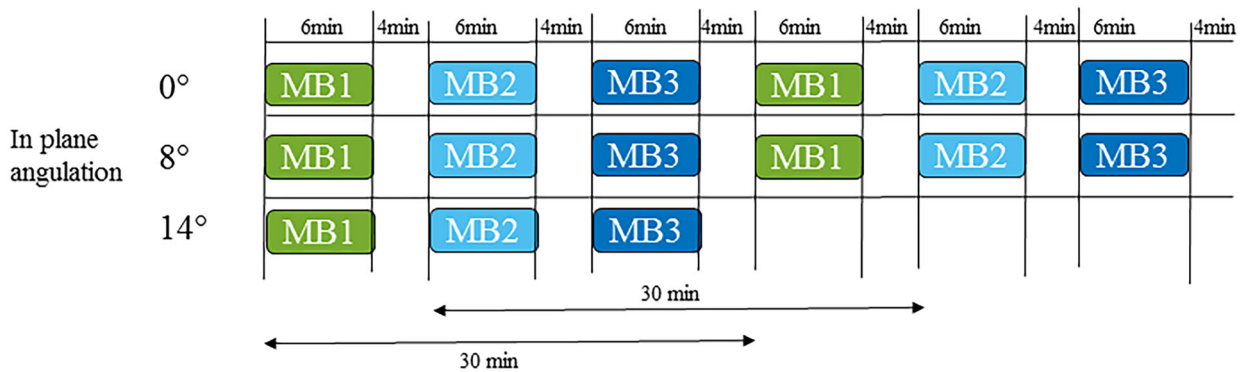 6min 4min 6min 4min 6min 4min 6min 4min 6min 4min 6min 4min
0° MB1 MB2 MB3 MB1 MB2 MB3
In plane
angulation
8° MB1 MB2 MB3 MB1 MB2 MB3
14° MB1 MB2 MB3
30 min
30 min